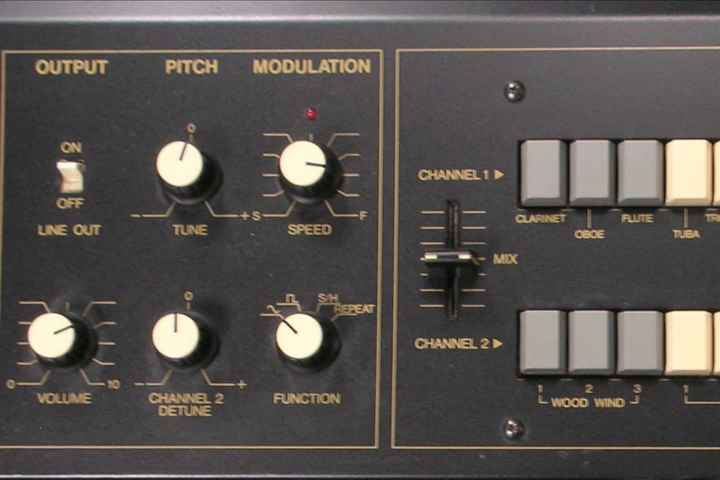 OUTPUT PITCH MODULATION
ON
OFF
LINE OUT
0
- +
TUNE
S F
SPEED
0 10
VOLUME
0
- +
CHANNEL 2
DETUNE
S/H
REPEAT
FUNCTION
CHANNEL 1
MIX
CHANNEL 2
CLARINET
OBOE
FLUTE
TUBA
TR
1 2 3 1
WOOD WIND